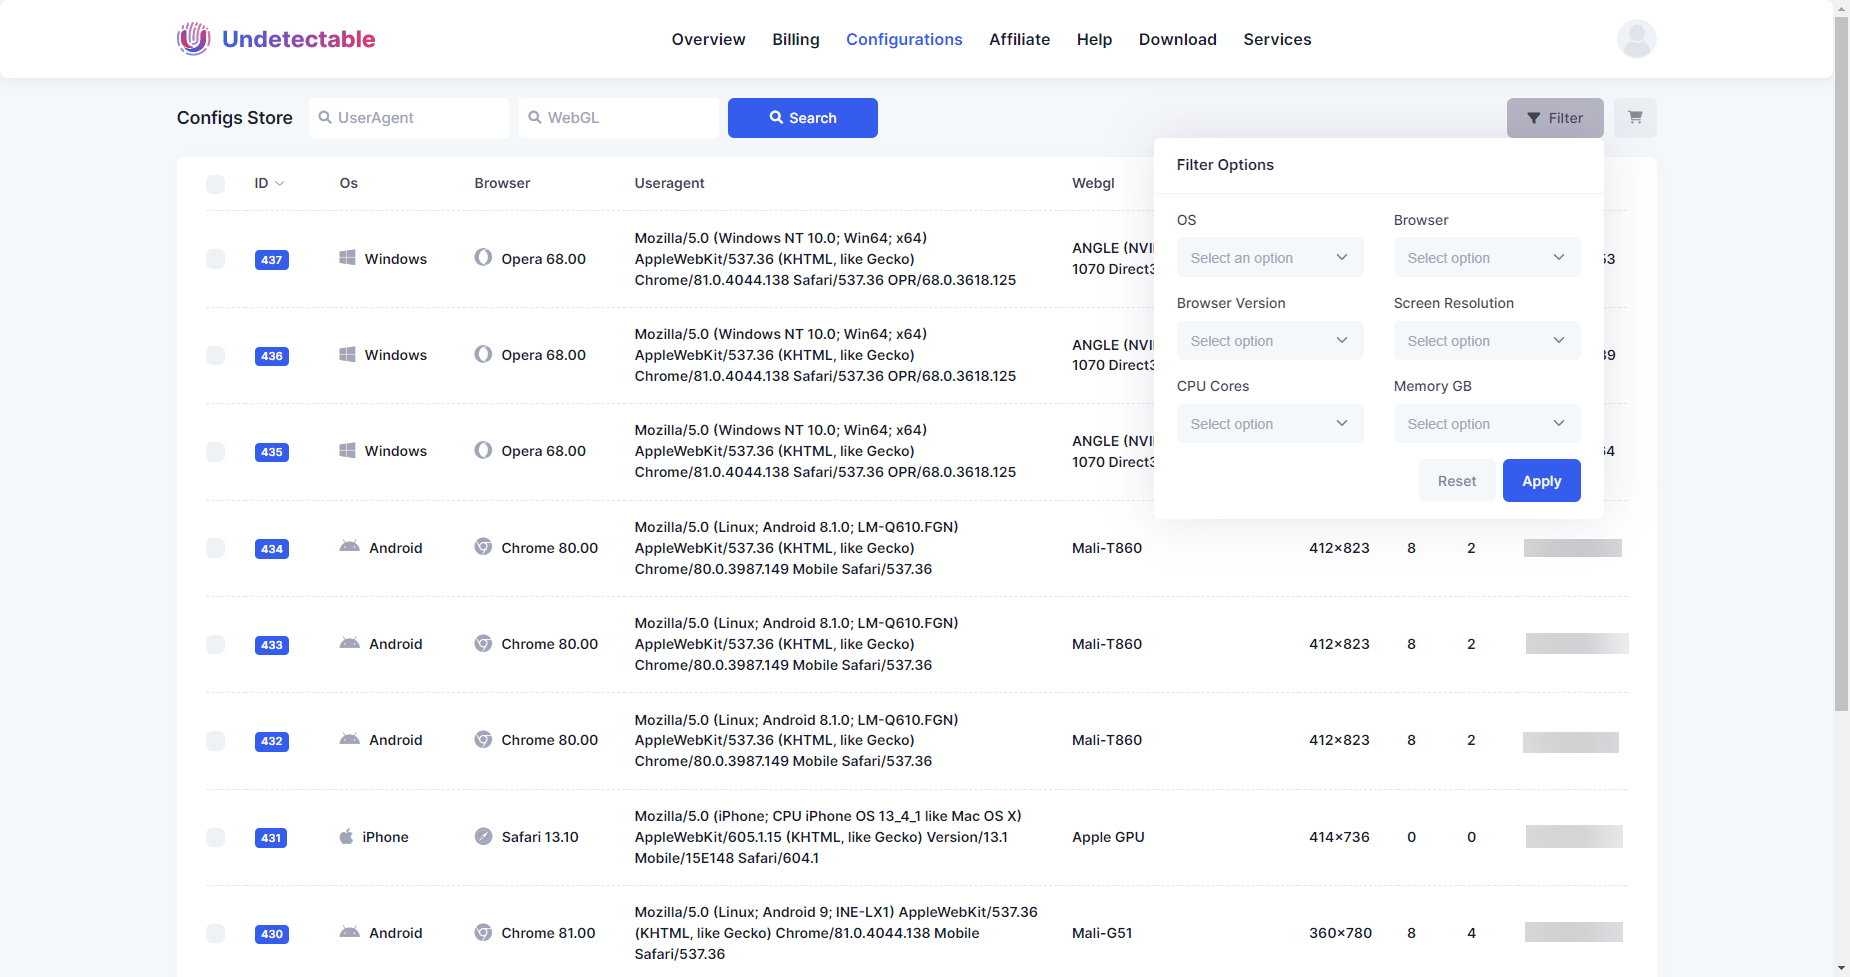 Undetectable
Overview Billing Configurations Affiliate Help Download Services
Configs Store UserAgent WebGL Search Filter
Filter Options
ID Os Browser Useragent Webgl
OS Browser
Select an option Select option
Browser Version Screen Resolution
Select option Select option
CPU Cores Memory GB
Select option Select option
Reset Apply
437 Windows Opera 68.00
Mozilla/5.0 (Windows NT 10.0; Win64; x64)
AppleWebKit/537.36 (KHTML, like Gecko)
Chrome/81.0.4044.138 Safari/537.36 OPR/68.0.3618.125
ANGLE (NVI
1070 Direct3
53
436 Windows Opera 68.00
Mozilla/5.0 (Windows NT 10.0; Win64; x64)
AppleWebKit/537.36 (KHTML, like Gecko)
Chrome/81.0.4044.138 Safari/537.36 OPR/68.0.3618.125
ANGLE (NVI
1070 Direct3
39
435 Windows Opera 68.00
Mozilla/5.0 (Windows NT 10.0; Win64; x64)
AppleWebKit/537.36 (KHTML, like Gecko)
Chrome/81.0.4044.138 Safari/537.36 OPR/68.0.3618.125
ANGLE (NVI
1070 Direct3
434 Android Chrome 80.00
Mozilla/5.0 (Linux; Android 8.1.0; LM-Q610.FGN)
AppleWebKit/537.36 (KHTML, like Gecko)
Chrome/80.0.3987.149 Mobile Safari/537.36
Mali-T860 412×823 8 2
433 Android Chrome 80.00
Mozilla/5.0 (Linux; Android 8.1.0; LM-Q610.FGN)
AppleWebKit/537.36 (KHTML, like Gecko)
Chrome/80.0.3987.149 Mobile Safari/537.36
Mali-T860 412×823 8 2
432 Android Chrome 80.00
Mozilla/5.0 (Linux; Android 8.1.0; LM-Q610.FGN)
AppleWebKit/537.36 (KHTML, like Gecko)
Chrome/80.0.3987.149 Mobile Safari/537.36
Mali-T860 412×823 8 2
431 iPhone Safari 13.10
Mozilla/5.0 (iPhone; CPU iPhone OS 13_4_1 like Mac OS X)
AppleWebKit/605.1.15 (KHTML, like Gecko) Version/13.1
Mobile/15E148 Safari/604.1
Apple GPU 414×736 0 0
430 Android Chrome 81.00
Mozilla/5.0 (Linux; Android 9; INE-LX1) AppleWebKit/537.36
(KHTML, like Gecko) Chrome/81.0.4044.138 Mobile
Safari/537.36
Mali-G51 360×780 8 4